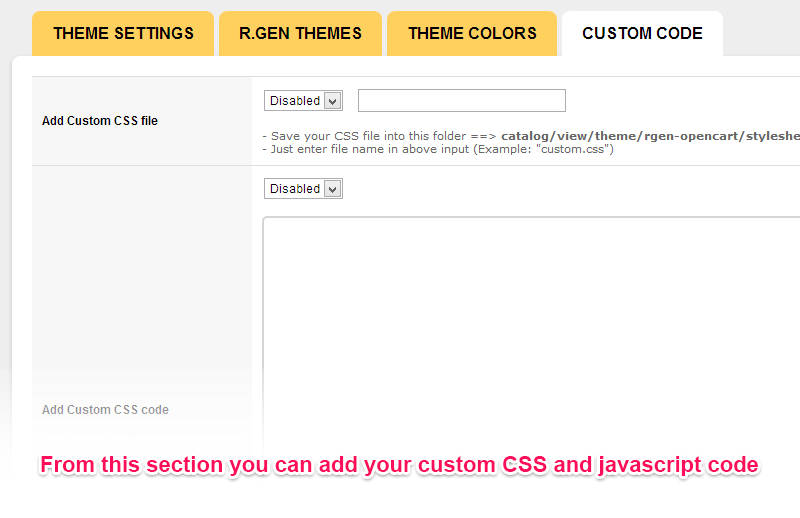 THEME SETTINGS R.GEN THEMES THEME COLORS CUSTOM CODE
Disabled
Add Custom CSS file
- Save your CSS file into this folder ==> catalog/view/theme/rgen-opencart/styleshe
- Just enter file name in above input (Example: "custom.css")
Disabled
Add Custom CSS code
From this section you can add your custom CSS and javascript code